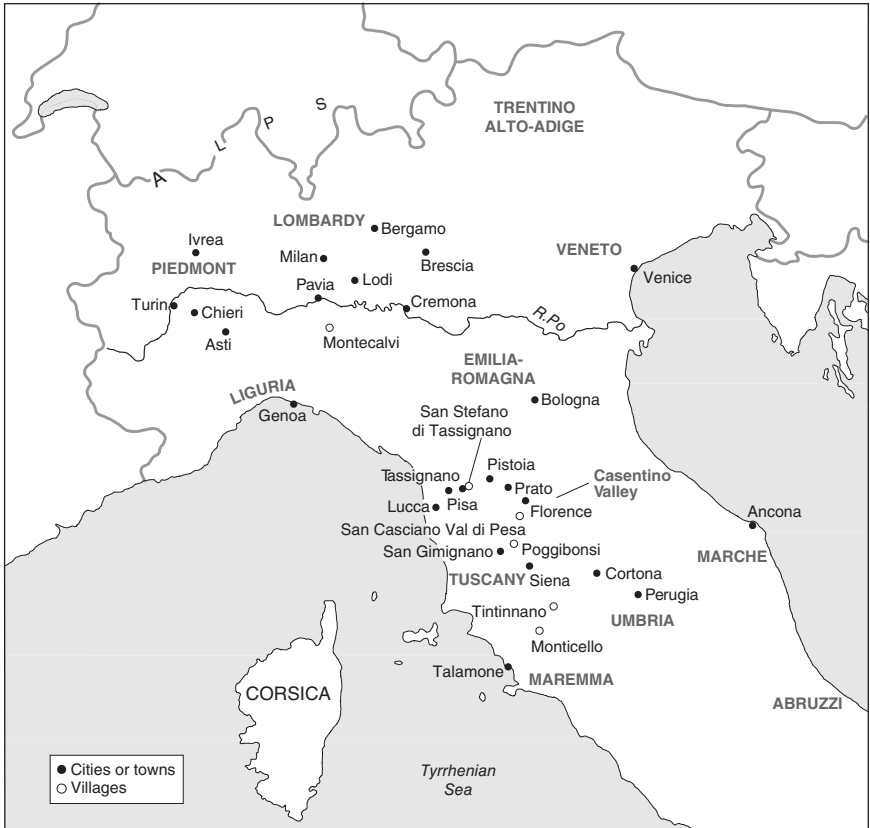 TRENTINO
ALTO-ADIGE
A L P S
LOMBARDY
Bergamo
Ivrea
PIEDMONT
Milan
Brescia
VENETO
Venice
Lodi
Pavia
Turin
Chieri
Cremona
Asti
Montecalvi
R.Po
EMILIA-
ROMAGNA
LIGURIA
Genoa
Bologna
San Stefano
di Tassignano
Pistoia
Tassignano
Prato
Casentino
Valley
Lucca
Pisa
Florence
Ancona
San Casciano Val di Pesa
San Gimignano
Poggibonsi
MARCHE
TUSCANY
Siena
Cortona
Perugia
Tintinnano
UMBRIA
Monticello
Talamone
MAREMMA
CORSICA
ABRUZZI
Cities or towns
Villages
Tyrrhenian
Sea